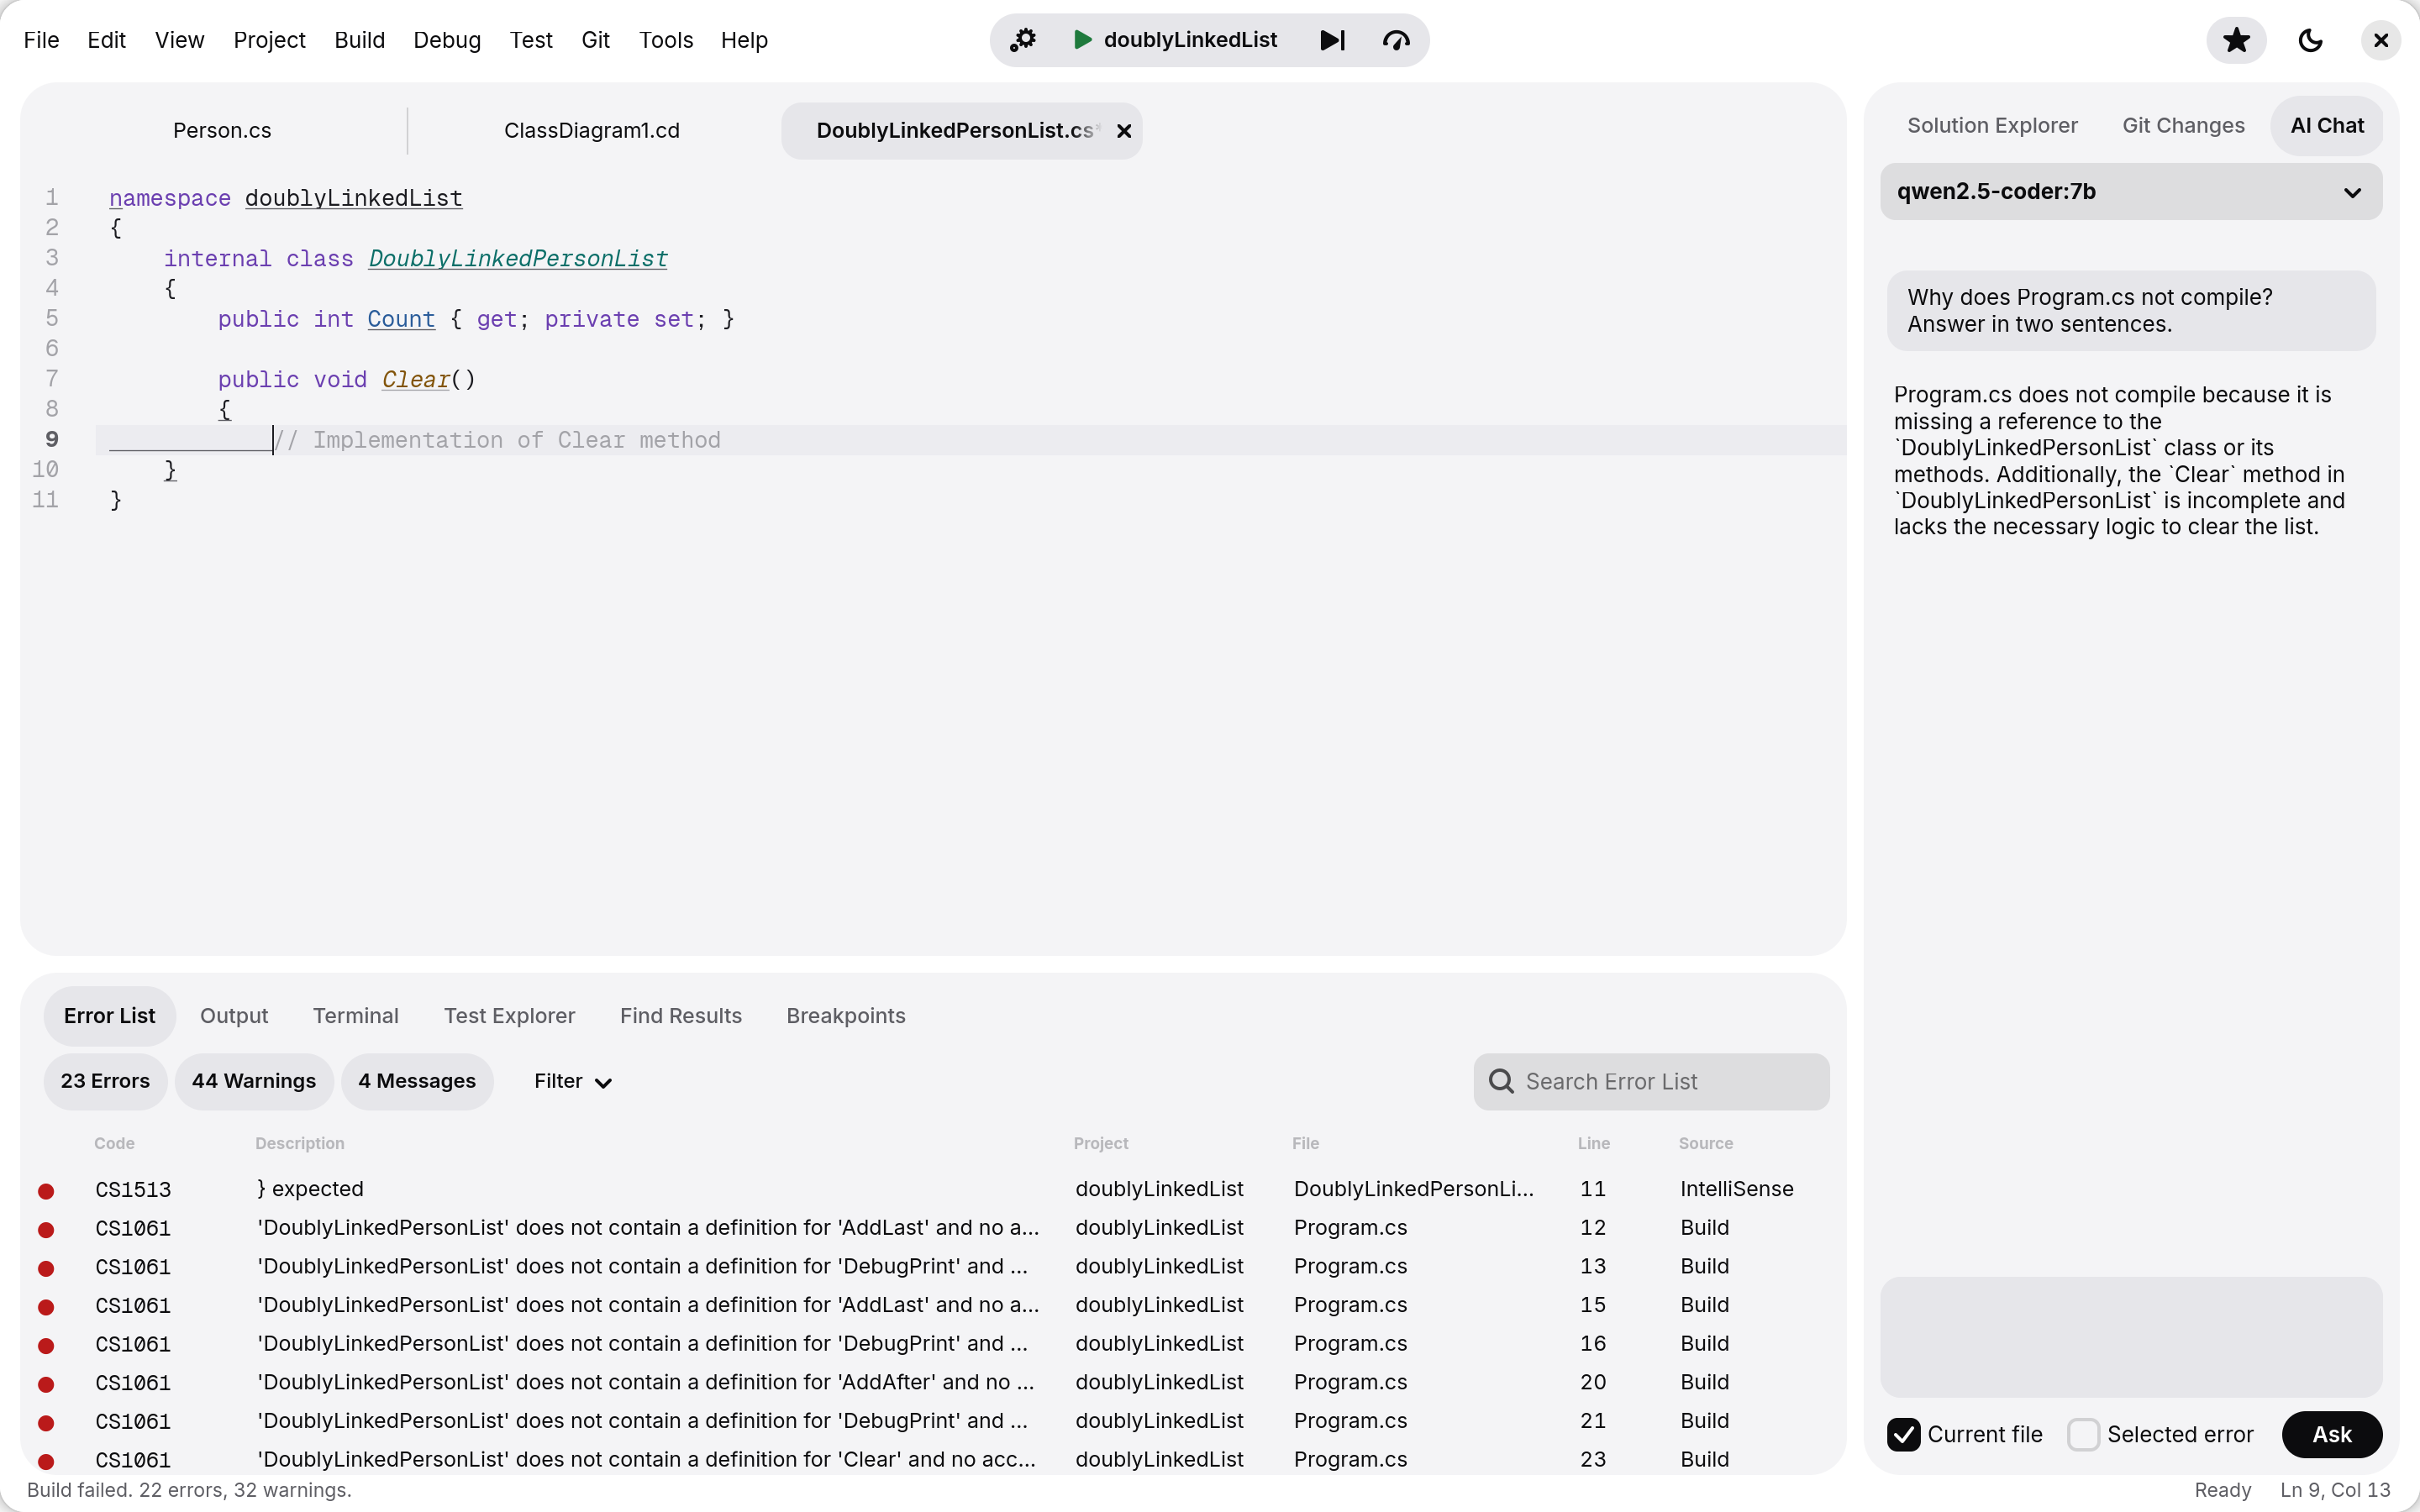 File Edit View Project Build Debug Test Git Tools Help doublyLinkedList
Person.cs ClassDiagram1.cd DoublyLinkedPersonList.cs*
1 namespace doublyLinkedList
2 {
3 internal class DoublyLinkedPersonList
4 {
5 public int Count { get; private set; }
6
7 public void Clear()
8 {
9 // Implementation of Clear method
10 }
11 }
Solution Explorer Git Changes AI Chat
qwen2.5-coder:7b
Why does Program.cs not compile?
Answer in two sentences.
Program.cs does not compile because it is
missing a reference to the
`DoublyLinkedPersonList` class or its
methods. Additionally, the `Clear` method in
`DoublyLinkedPersonList` is incomplete and
lacks the necessary logic to clear the list.
Current file Selected error Ask
Error List Output Terminal Test Explorer Find Results Breakpoints
23 Errors 44 Warnings 4 Messages Filter Search Error List
Code Description Project File Line Source
CS1513 } expected doublyLinkedList DoublyLinkedPersonLi... 11 IntelliSense
CS1061 'DoublyLinkedPersonList' does not contain a definition for 'AddLast' and no a... doublyLinkedList Program.cs 12 Build
CS1061 'DoublyLinkedPersonList' does not contain a definition for 'DebugPrint' and ... doublyLinkedList Program.cs 13 Build
CS1061 'DoublyLinkedPersonList' does not contain a definition for 'AddLast' and no a... doublyLinkedList Program.cs 15 Build
CS1061 'DoublyLinkedPersonList' does not contain a definition for 'DebugPrint' and ... doublyLinkedList Program.cs 16 Build
CS1061 'DoublyLinkedPersonList' does not contain a definition for 'AddAfter' and no ... doublyLinkedList Program.cs 20 Build
CS1061 'DoublyLinkedPersonList' does not contain a definition for 'DebugPrint' and ... doublyLinkedList Program.cs 21 Build
CS1061 'DoublyLinkedPersonList' does not contain a definition for 'Clear' and no acc... doublyLinkedList Program.cs 23 Build
Build failed. 22 errors, 32 warnings. Ready Ln 9, Col 13